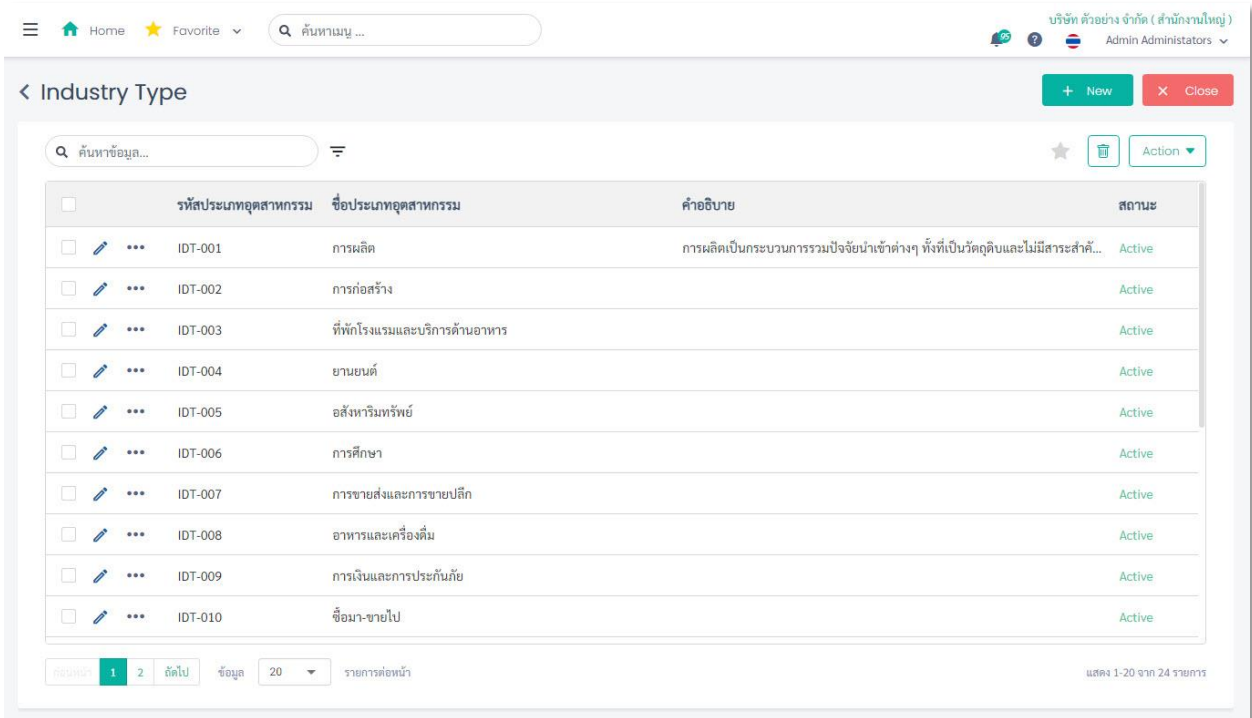 บริษัท ตัวอย่าง จำกัด ( สำนักงานใหญ่ )
Home Favorite ค้นหาเมนู ... Admin Administators
Industry Type + New × Close
ค้นหาข้อมูล... Action
รหัสประเภทอุตสาหกรรม ชื่อประเภทอุตสาหกรรม คำอธิบาย สถานะ
IDT-001 การผลิต การผลิตเป็นกระบวนการรวมปัจจัยนำเข้าต่างๆ ทั้งที่เป็นวัตถุดิบและไม่มีสาระสำคั... Active
IDT-002 การก่อสร้าง Active
IDT-003 ที่พักโรงแรมและบริการด้านอาหาร Active
IDT-004 ยานยนต์ Active
IDT-005 อสังหาริมทรัพย์ Active
IDT-006 การศึกษา Active
IDT-007 การขายส่งและการขายปลีก Active
IDT-008 อาหารและเครื่องดื่ม Active
IDT-009 การเงินและการประกันภัย Active
IDT-010 ซื้อมา-ขายไป Active
ก่อนหน้า 1 2 ถัดไป ข้อมูล 20 รายการต่อหน้า แสดง 1-20 จาก 24 รายการ